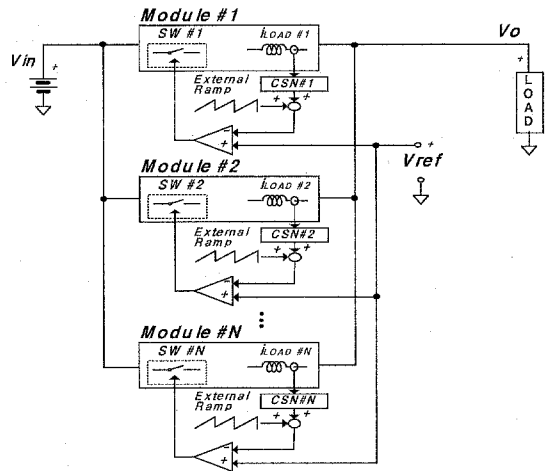 Module #1
SW #1 iLOAD #1
Vin
+
Vo
+
External
Ramp
CSN#1
+ +
−
+
LOAD
+
Vref
Module #2
SW #2 iLOAD #2
External
Ramp
CSN#2
+ +
−
+
Module #N
SW #N iLOAD #N
External
Ramp
CSN#N
+ +
−
+